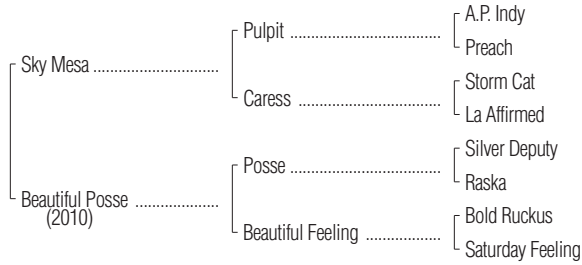 A.P. Indy
Pulpit
Preach
Sky Mesa
Storm Cat
Caress
La Affirmed
Silver Deputy
Posse
Raska
Beautiful Posse
(2010)
Bold Ruckus
Beautiful Feeling
Saturday Feeling